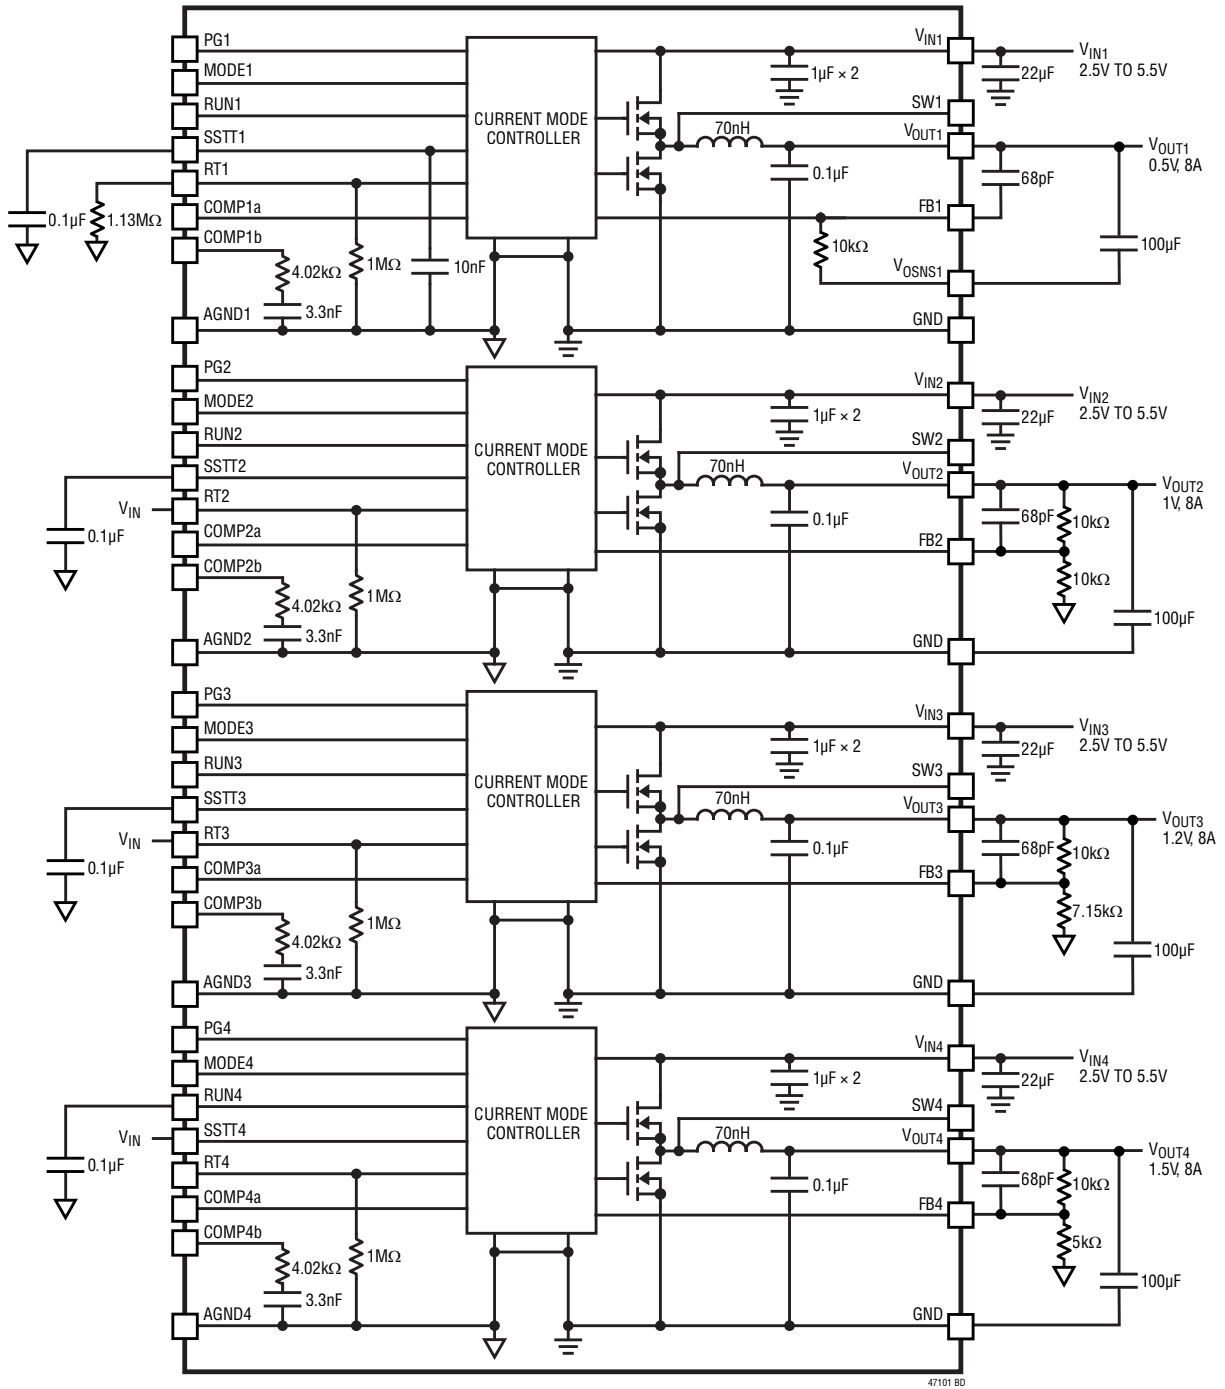 PG1
MODE1
RUN1
SSTT1
RT1
COMP1a
COMP1b
AGND1
0.1µF
1.13MΩ
4.02kΩ
3.3nF
1MΩ
10nF
CURRENT MODE
CONTROLLER
1µF × 2
70nH
0.1µF
10kΩ
VIN1
SW1
VOUT1
FB1
VOSNS1
GND
22µF
VIN1
2.5V TO 5.5V
68pF
VOUT1
0.5V, 8A
100µF
PG2
MODE2
RUN2
SSTT2
RT2
COMP2a
COMP2b
AGND2
VIN
0.1µF
4.02kΩ
3.3nF
1MΩ
CURRENT MODE
CONTROLLER
1µF × 2
70nH
0.1µF
VIN2
SW2
VOUT2
FB2
GND
22µF
VIN2
2.5V TO 5.5V
68pF
10kΩ
10kΩ
VOUT2
1V, 8A
100µF
PG3
MODE3
RUN3
SSTT3
RT3
COMP3a
COMP3b
AGND3
VIN
0.1µF
4.02kΩ
3.3nF
1MΩ
CURRENT MODE
CONTROLLER
1µF × 2
70nH
0.1µF
VIN3
SW3
VOUT3
FB3
GND
22µF
VIN3
2.5V TO 5.5V
68pF
10kΩ
7.15kΩ
VOUT3
1.2V, 8A
100µF
PG4
MODE4
RUN4
SSTT4
RT4
COMP4a
COMP4b
AGND4
VIN
0.1µF
4.02kΩ
3.3nF
1MΩ
CURRENT MODE
CONTROLLER
1µF × 2
70nH
0.1µF
VIN4
SW4
VOUT4
FB4
GND
22µF
VIN4
2.5V TO 5.5V
68pF
10kΩ
5kΩ
VOUT4
1.5V, 8A
100µF
47101 BD